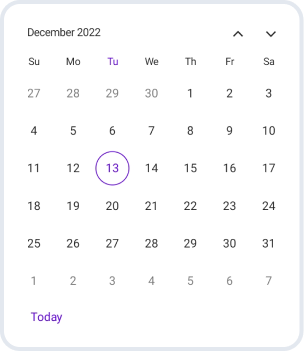 December 2022
Su Mo Tu We Th Fr Sa
27 28 29 30 1 2 3
4 5 6 7 8 9 10
11 12 13 14 15 16 17
18 19 20 21 22 23 24
25 26 27 28 29 30 31
1 2 3 4 5 6 7
Today